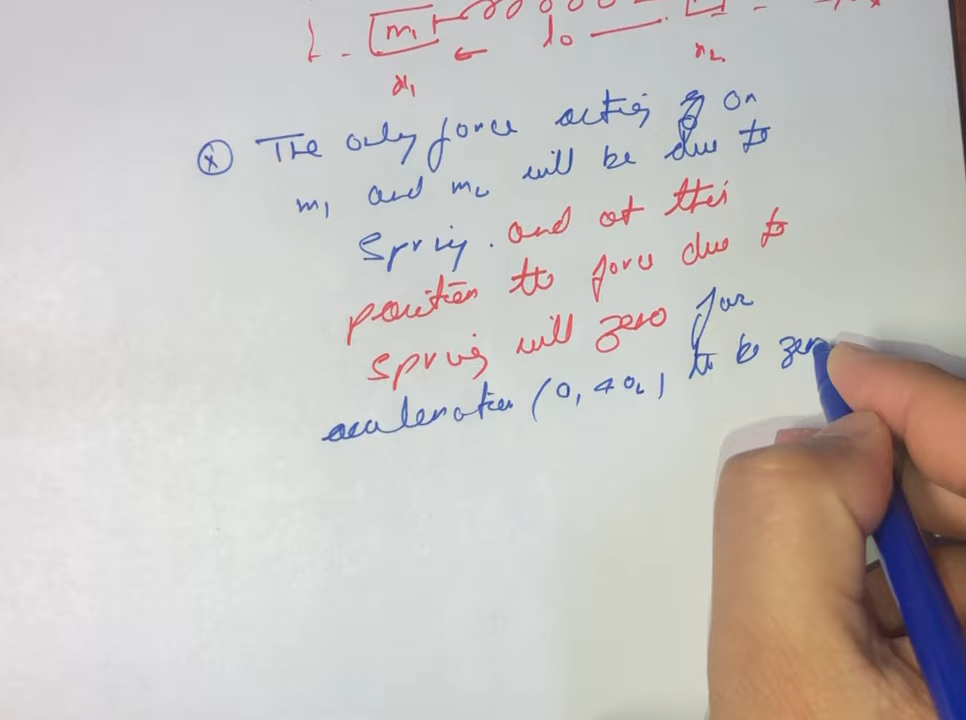 m1 l0
x1 x2
(x) The only force acting on
m1 and m2 will be due to
spring. and at this
position the force due to
spring will zero for
acceleration (a1 & a2) to be zero